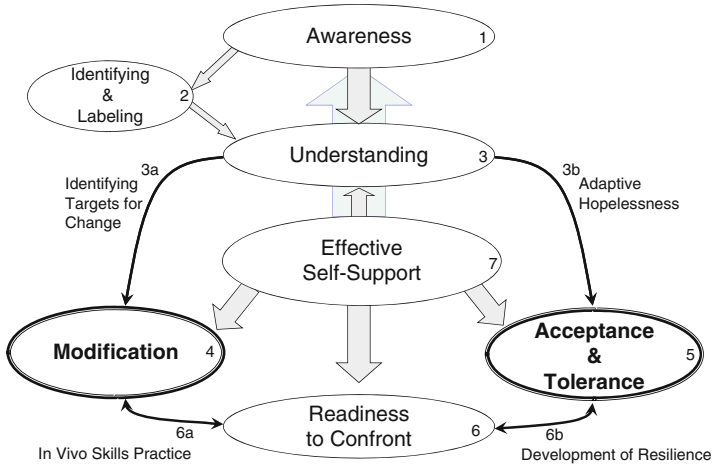 Awareness 1
Identifying
&
Labeling
2
Understanding 3
3a
Identifying
Targets for
Change
3b
Adaptive
Hopelessness
Effective
Self-Support
7
Modification 4
Acceptance
&
Tolerance
5
Readiness
to Confront
6
6a
In Vivo Skills Practice
6b
Development of Resilience